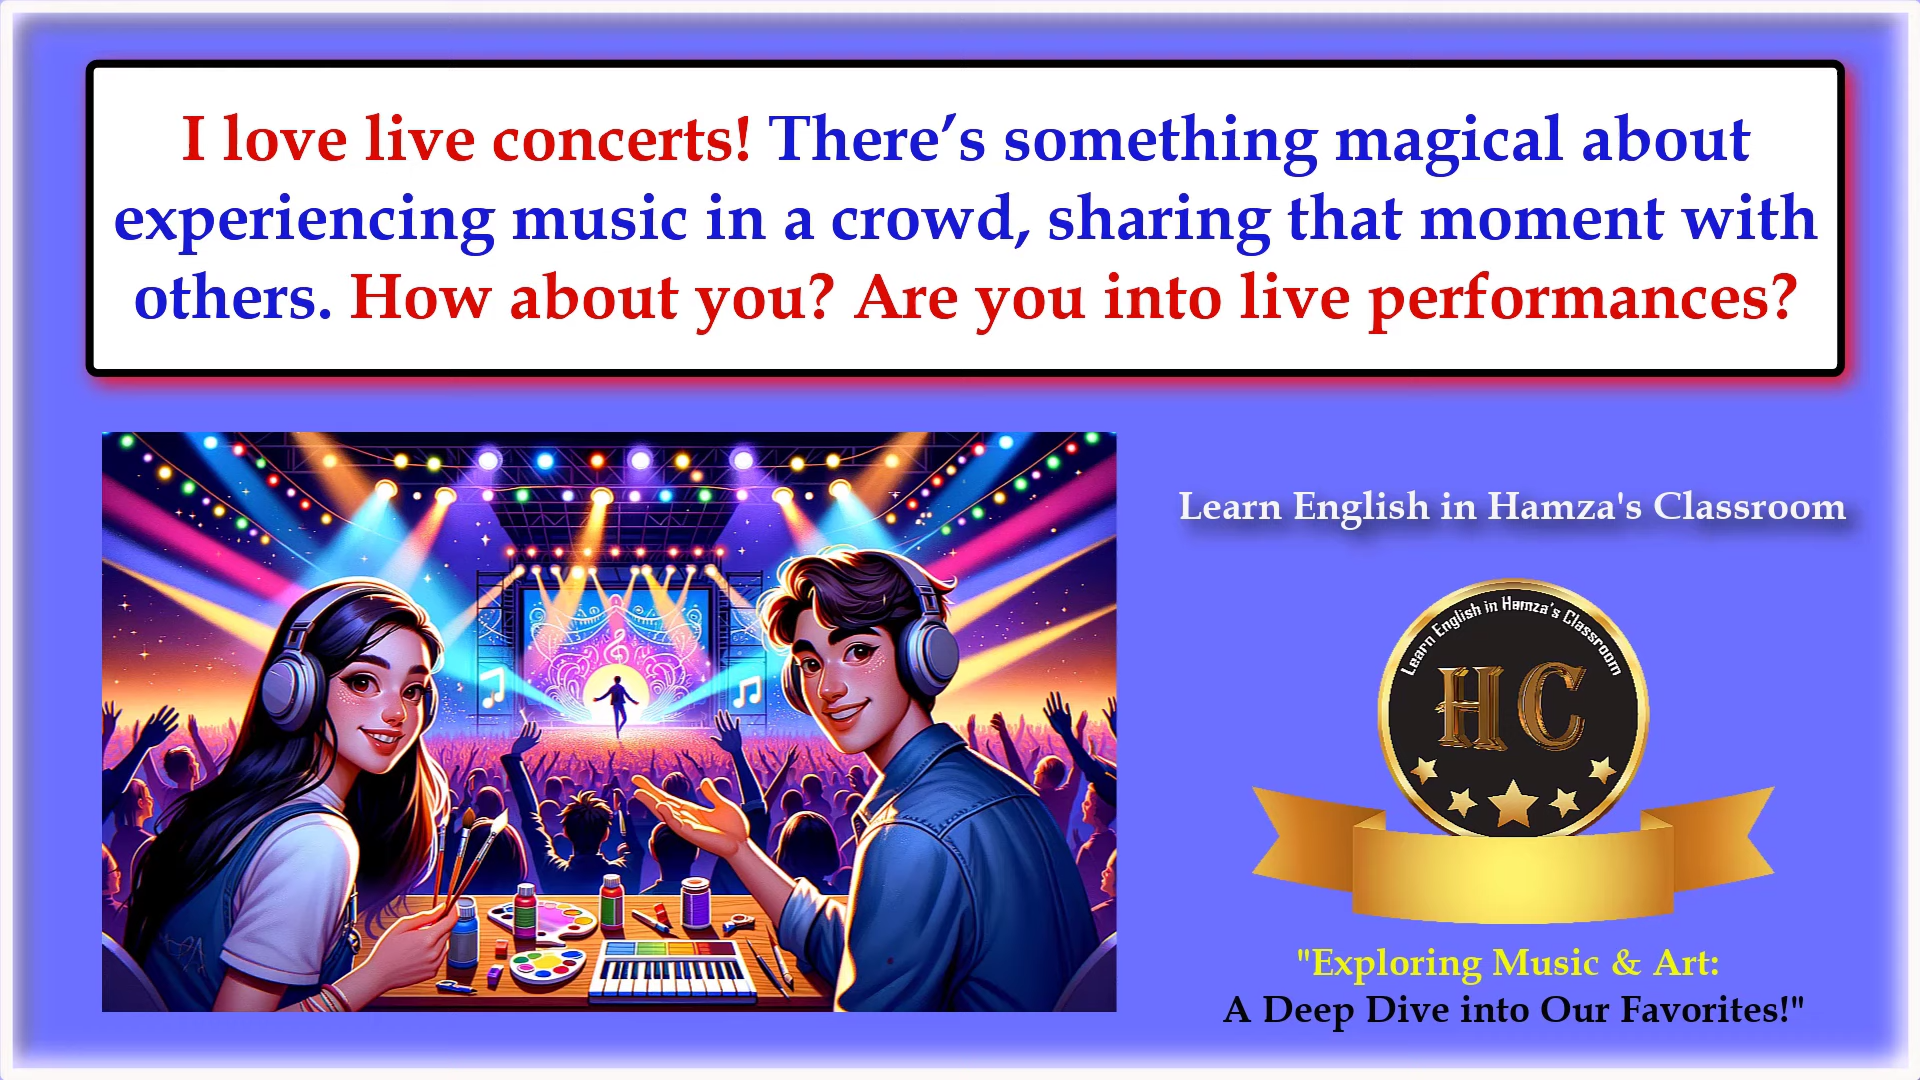 I love live concerts! There’s something magical about
experiencing music in a crowd, sharing that moment with
others. How about you? Are you into live performances?
Learn English in Hamza's Classroom
Learn English in Hamza's Classroom
HC
"Exploring Music & Art:
A Deep Dive into Our Favorites!"